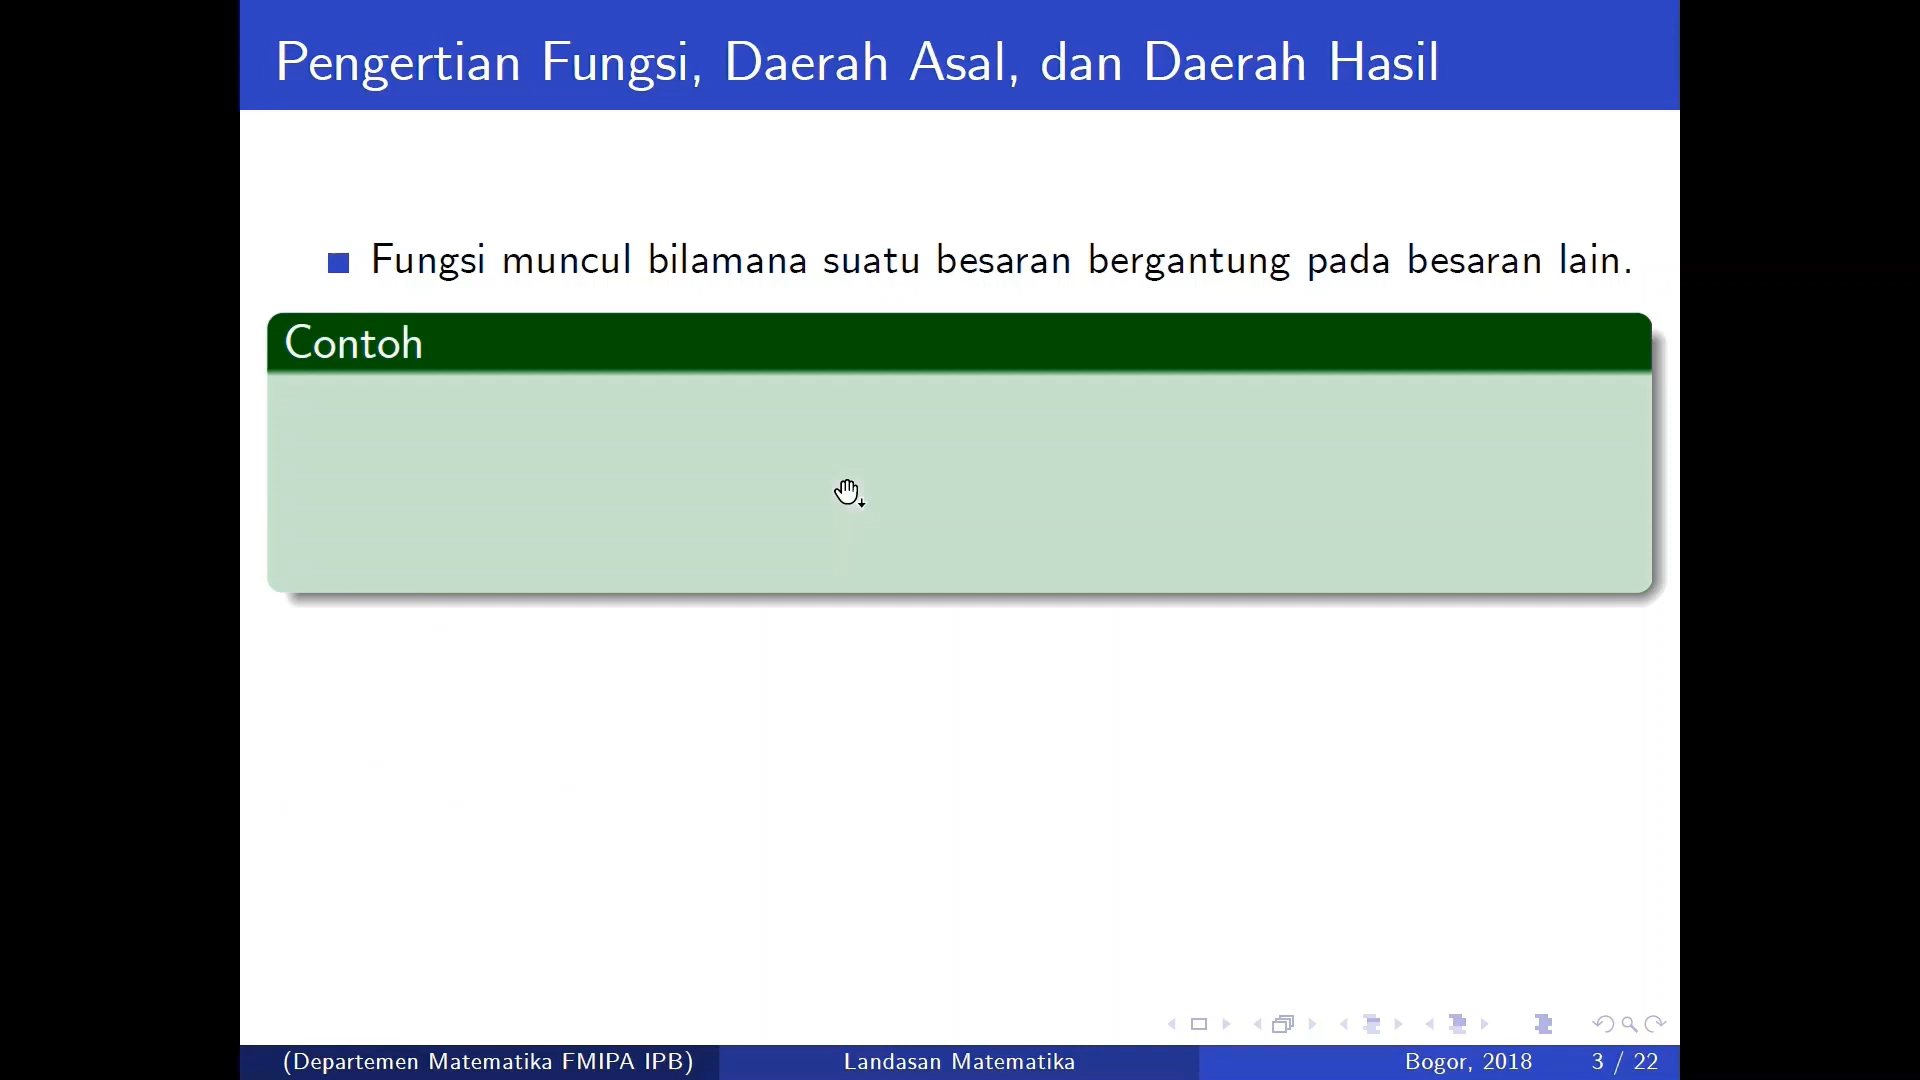 Pengertian Fungsi, Daerah Asal, dan Daerah Hasil
Fungsi muncul bilamana suatu besaran bergantung pada besaran lain.
Contoh
(Departemen Matematika FMIPA IPB) Landasan Matematika Bogor, 2018 3 / 22